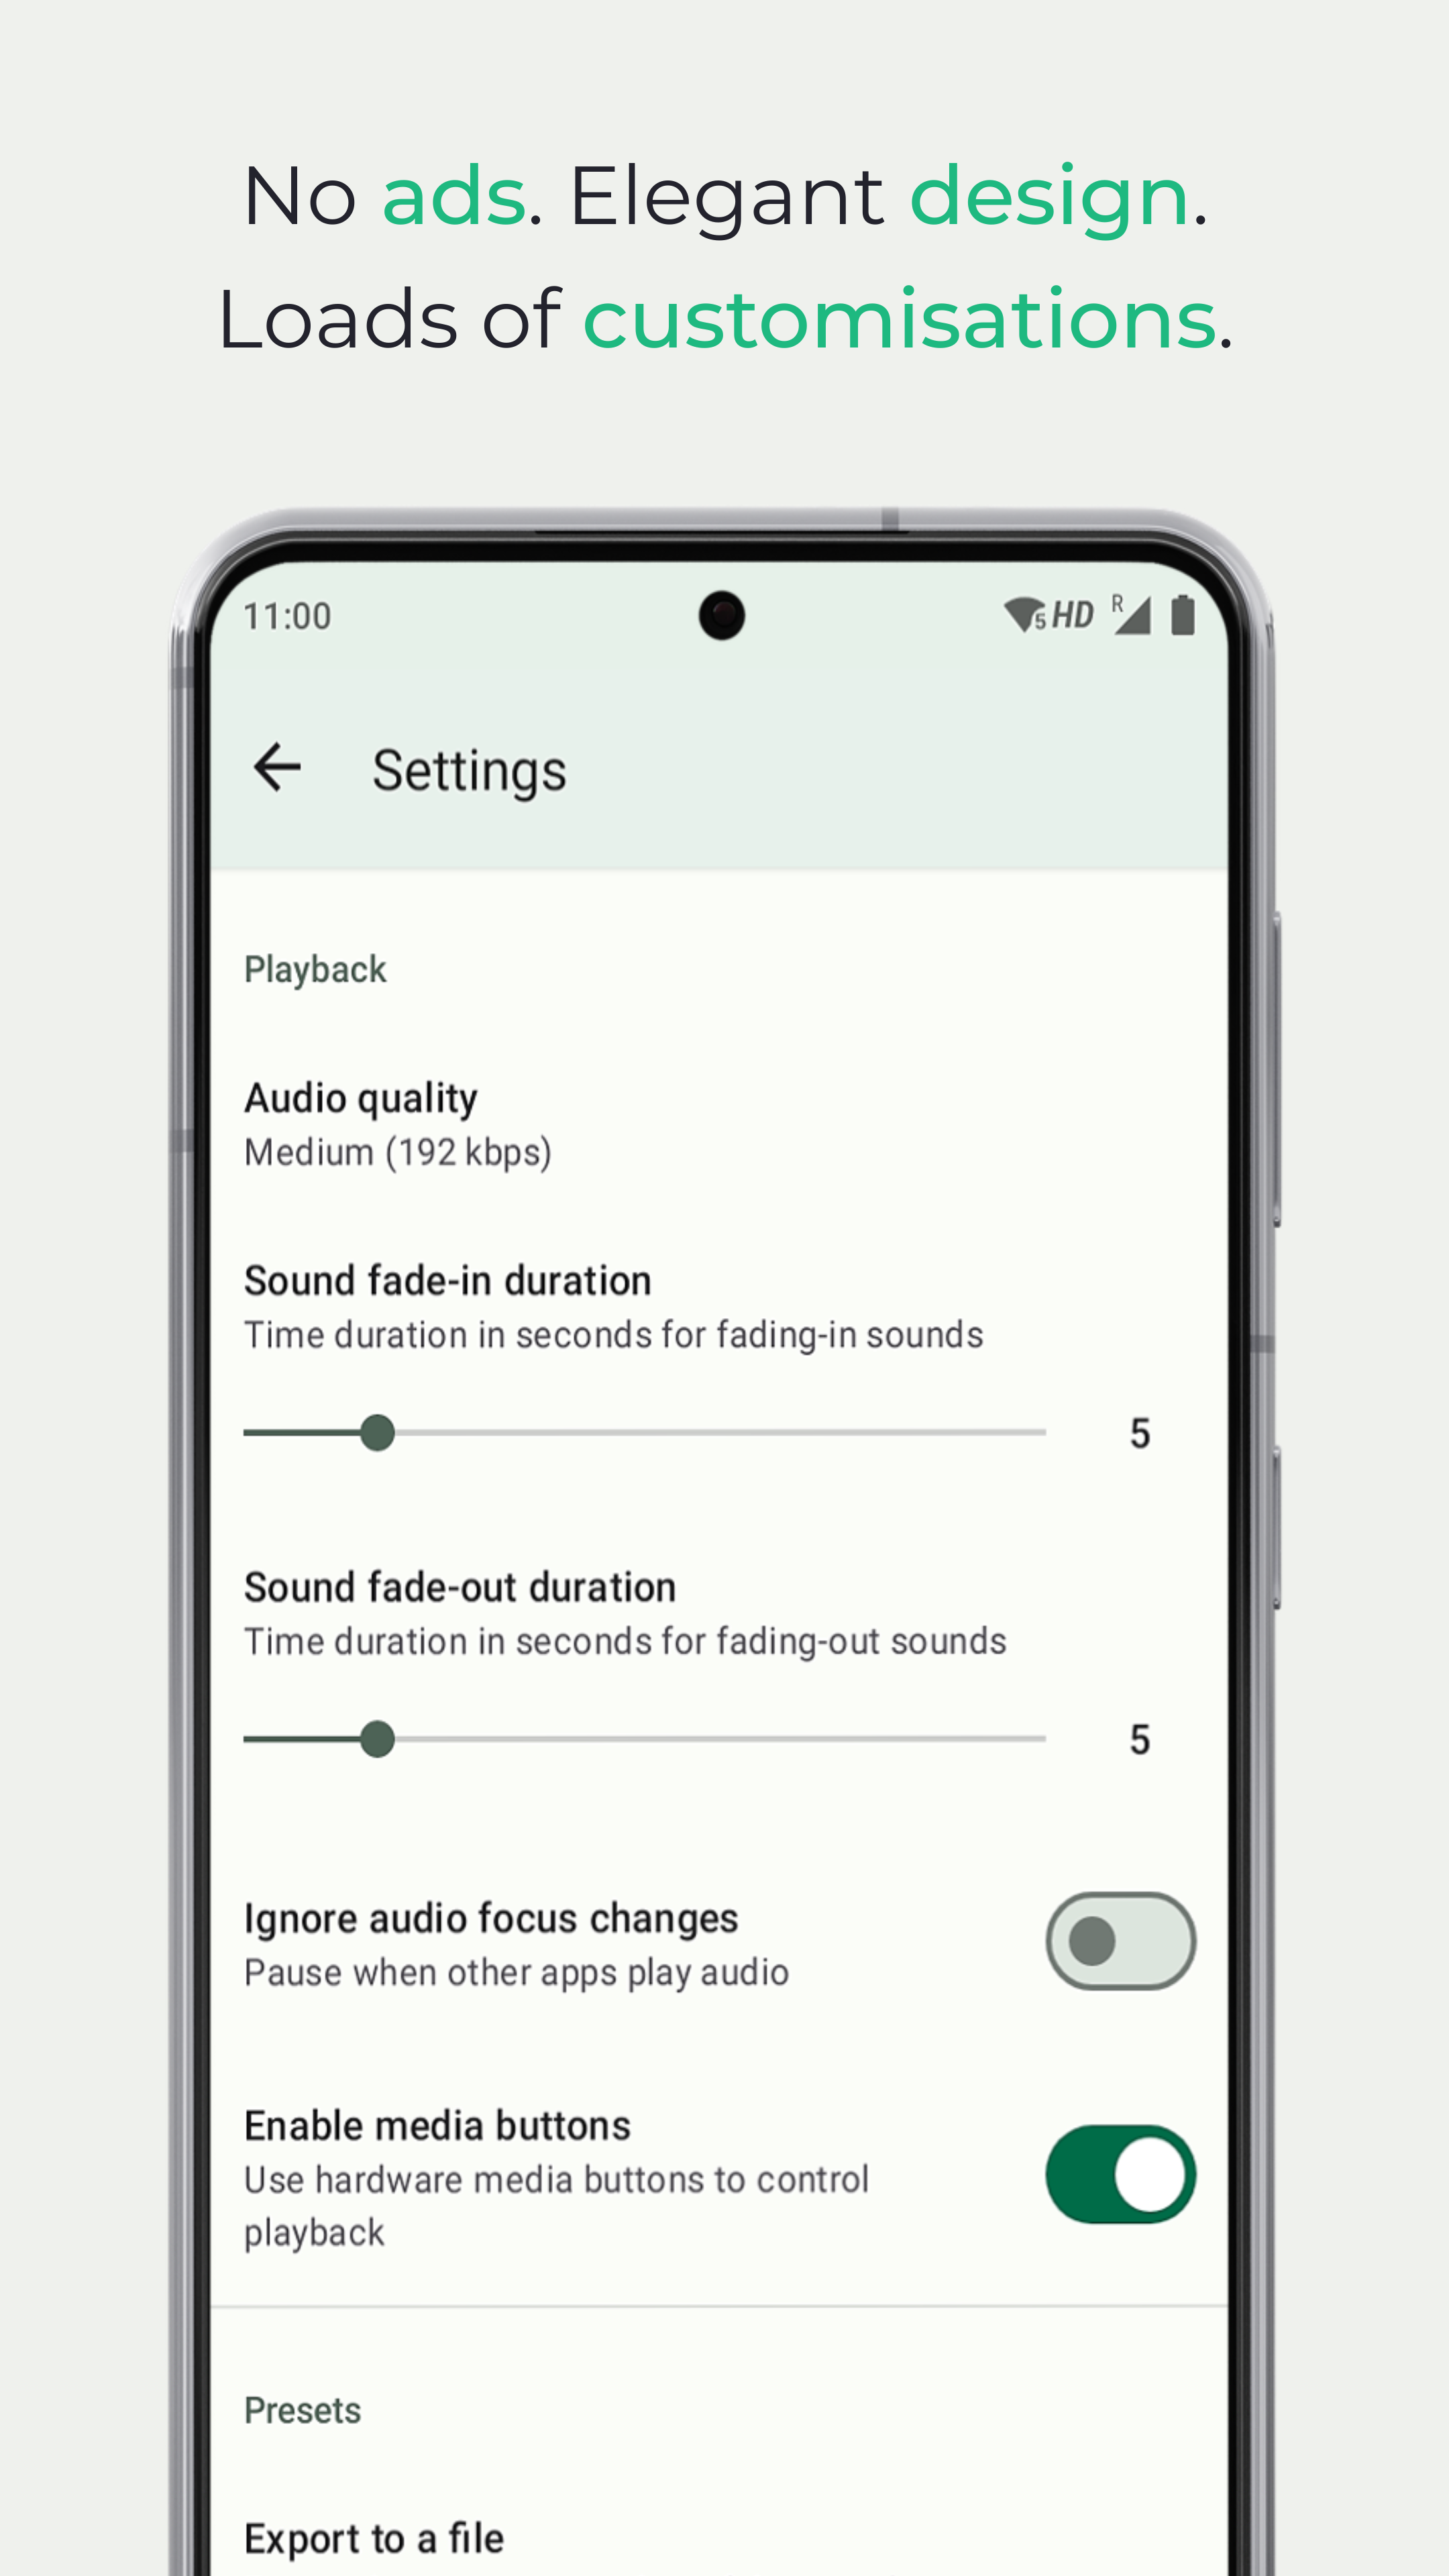 No ads. Elegant design.
Loads of customisations.
11:00
5 HD R
Settings
Playback
Audio quality
Medium (192 kbps)
Sound fade-in duration
Time duration in seconds for fading-in sounds
5
Sound fade-out duration
Time duration in seconds for fading-out sounds
5
Ignore audio focus changes
Pause when other apps play audio
Enable media buttons
Use hardware media buttons to control
playback
Presets
Export to a file